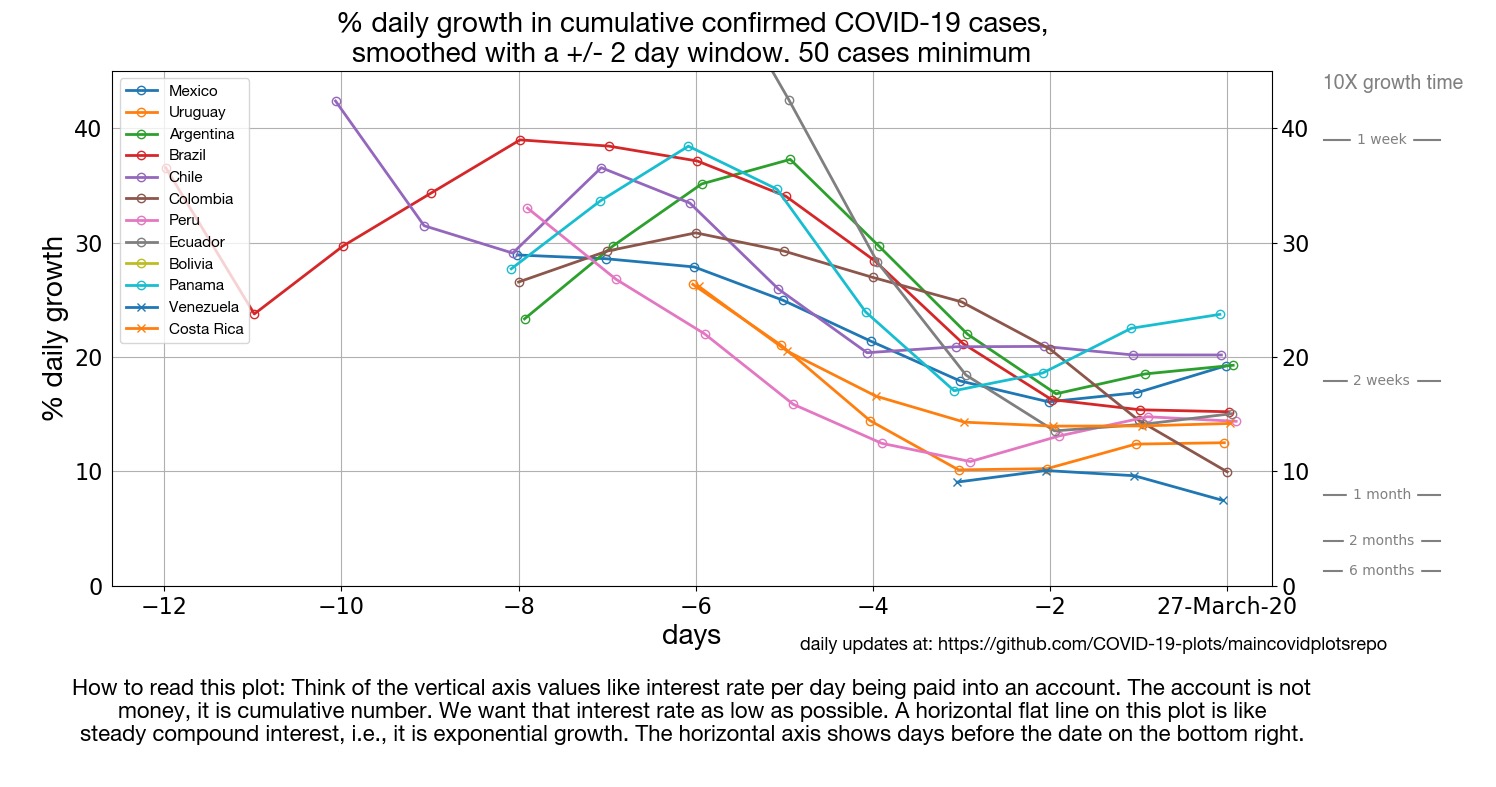 % daily growth in cumulative confirmed COVID-19 cases,
smoothed with a +/- 2 day window. 50 cases minimum
10X growth time
Mexico
Uruguay
Argentina
Brazil
Chile
Colombia
Peru
Ecuador
Bolivia
Panama
Venezuela
Costa Rica
% daily growth
40
30
20
10
0
40
30
20
10
0
1 week
2 weeks
1 month
2 months
6 months
−12 −10 −8 −6 −4 −2 27-March-20
days
daily updates at: https://github.com/COVID-19-plots/maincovidplotsrepo
How to read this plot: Think of the vertical axis values like interest rate per day being paid into an account. The account is not
money, it is cumulative number. We want that interest rate as low as possible. A horizontal flat line on this plot is like
steady compound interest, i.e., it is exponential growth. The horizontal axis shows days before the date on the bottom right.